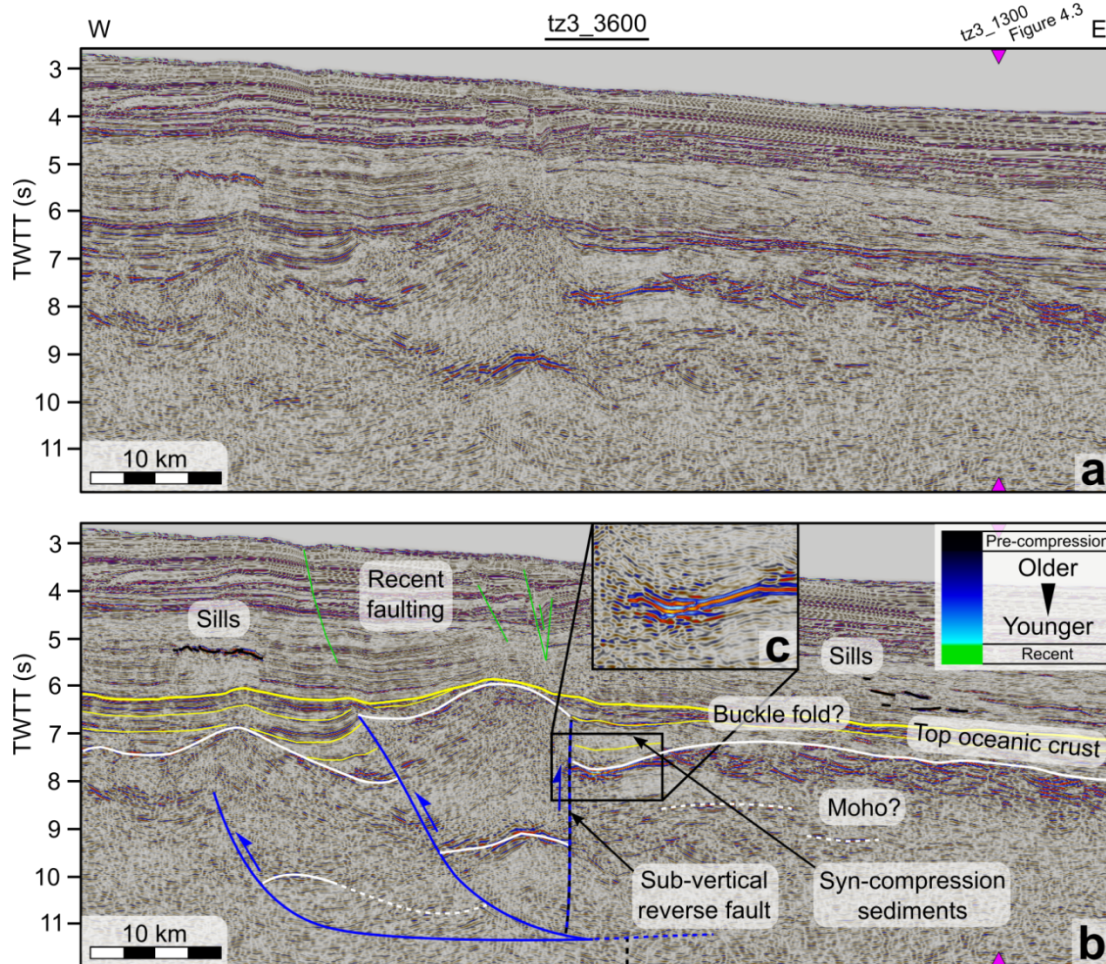 W
tz3_3600
tz3_1300
Figure 4.3
E
TWTT (s)
3
4
5
6
7
8
9
10
11
10 km
a
TWTT (s)
3
4
5
6
7
8
9
10
11
Sills
Recent
faulting
c
Pre-compression
Older
Younger
Recent
Sills
Buckle fold?
Top oceanic crust
Moho?
Sub-vertical
reverse fault
Syn-compression
sediments
10 km
b